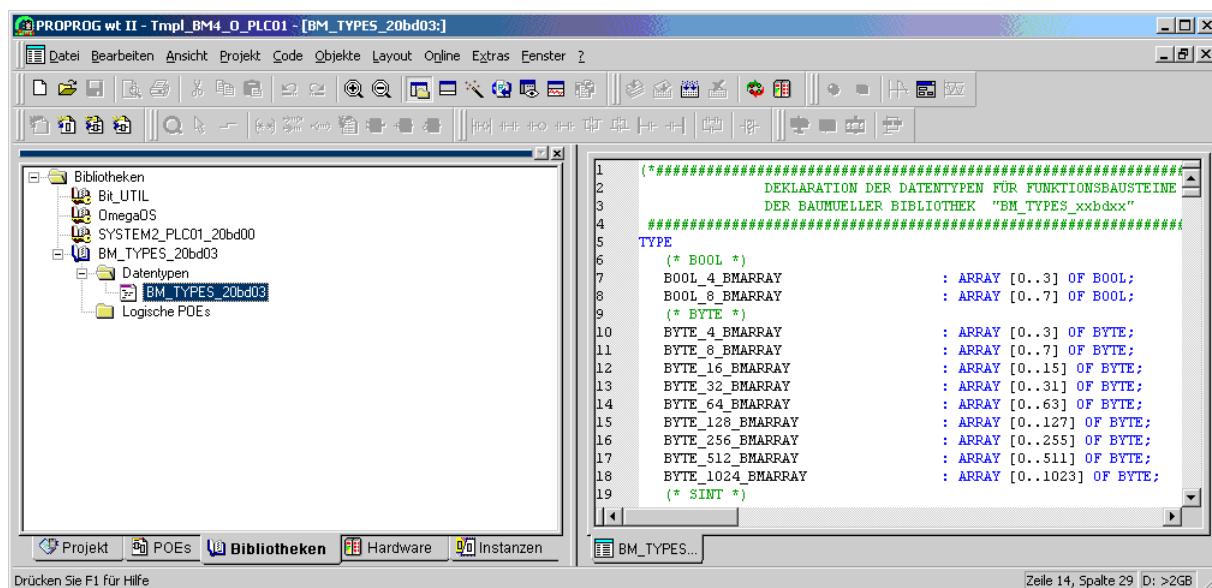 PROPROG wt II - Tmpl_BM4_O_PLC01 - [BM_TYPES_20bd03:]
Datei Bearbeiten Ansicht Projekt Code Objekte Layout Online Extras Fenster ?
Bibliotheken
Bit_UTIL
OmegaOS
SYSTEM2_PLC01_20bd00
BM_TYPES_20bd03
Datentypen
BM_TYPES_20bd03
Logische POEs
Projekt POEs Bibliotheken Hardware Instanzen
1 (*################################################################
2 DEKLARATION DER DATENTYPEN FÜR FUNKTIONSBAUSTEINE
3 DER BAUMUELLER BIBLIOTHEK "BM_TYPES_xxbdxx"
4 #################################################################
5 TYPE
6 (* BOOL *)
7 BOOL_4_BMARRAY : ARRAY [0..3] OF BOOL;
8 BOOL_8_BMARRAY : ARRAY [0..7] OF BOOL;
9 (* BYTE *)
10 BYTE_4_BMARRAY : ARRAY [0..3] OF BYTE;
11 BYTE_8_BMARRAY : ARRAY [0..7] OF BYTE;
12 BYTE_16_BMARRAY : ARRAY [0..15] OF BYTE;
13 BYTE_32_BMARRAY : ARRAY [0..31] OF BYTE;
14 BYTE_64_BMARRAY : ARRAY [0..63] OF BYTE;
15 BYTE_128_BMARRAY : ARRAY [0..127] OF BYTE;
16 BYTE_256_BMARRAY : ARRAY [0..255] OF BYTE;
17 BYTE_512_BMARRAY : ARRAY [0..511] OF BYTE;
18 BYTE_1024_BMARRAY : ARRAY [0..1023] OF BYTE;
19 (* SINT *)
BM_TYPES...
Drücken Sie F1 für Hilfe
Zeile 14, Spalte 29 D: >2GB